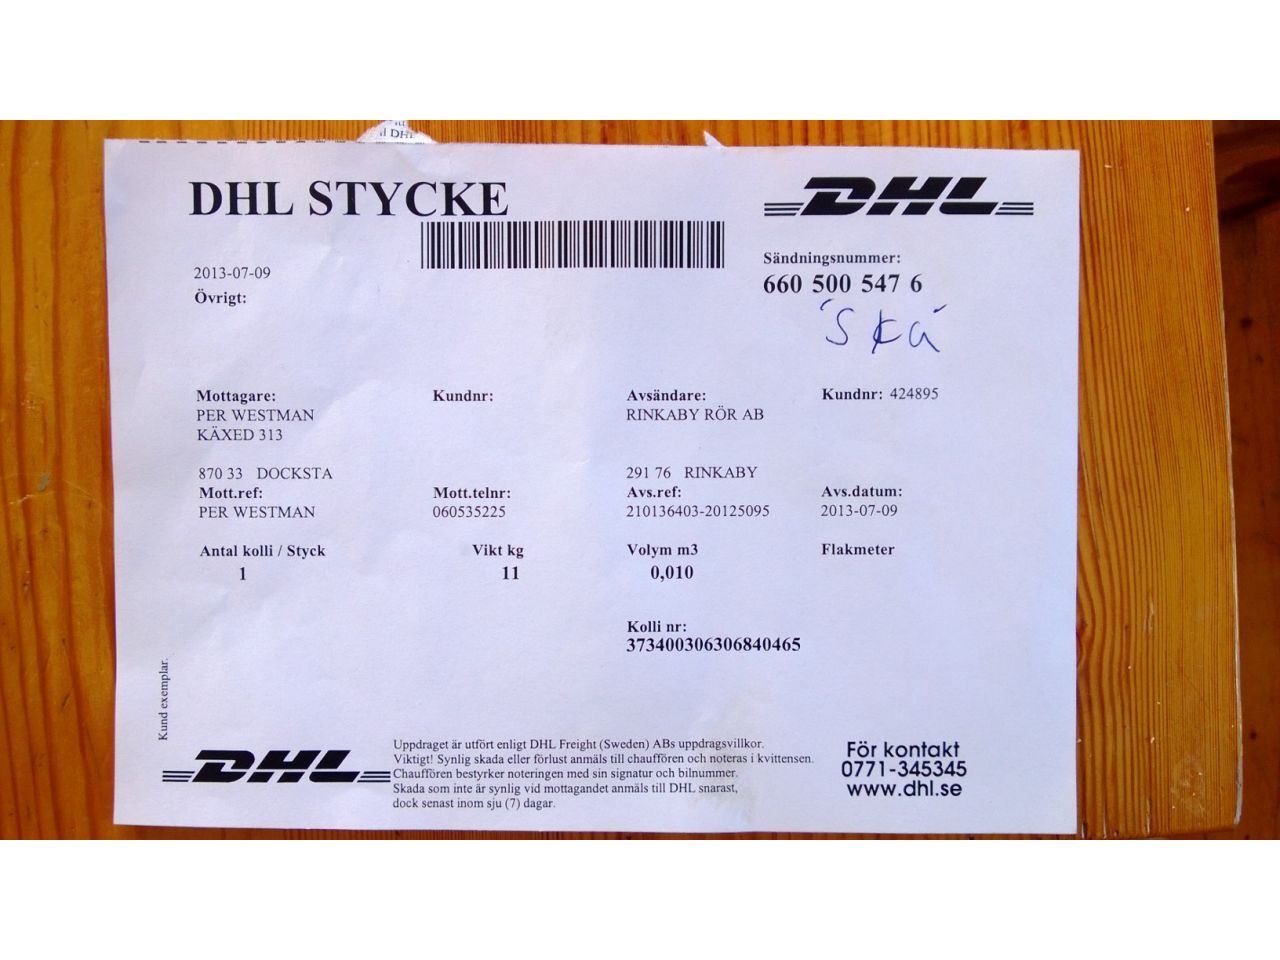 DHL STYCKE
DHL
2013-07-09
Övrigt:
Sändningsnummer:
660 500 547 6
Mottagare:
PER WESTMAN
KÄXED 313
870 33 DOCKSTA
Kundnr:
Avsändare:
RINKABY RÖR AB
291 76 RINKABY
Kundnr: 424895
Mott.ref:
PER WESTMAN
Mott.telnr:
060535225
Avs.ref:
210136403-20125095
Avs.datum:
2013-07-09
Antal kolli / Styck
1
Vikt kg
11
Volym m3
0,010
Flakmeter
Kolli nr:
373400306306840465
Kund exemplar.
DHL
Uppdraget är utfört enligt DHL Freight (Sweden) ABs uppdragsvillkor.
Viktigt! Synlig skada eller förlust anmäls till chauffören och noteras i kvittensen.
Chauffören bestyrker noteringen med sin signatur och bilnummer.
Skada som inte är synlig vid mottagandet anmäls till DHL snarast,
dock senast inom sju (7) dagar.
För kontakt
0771-345345
www.dhl.se